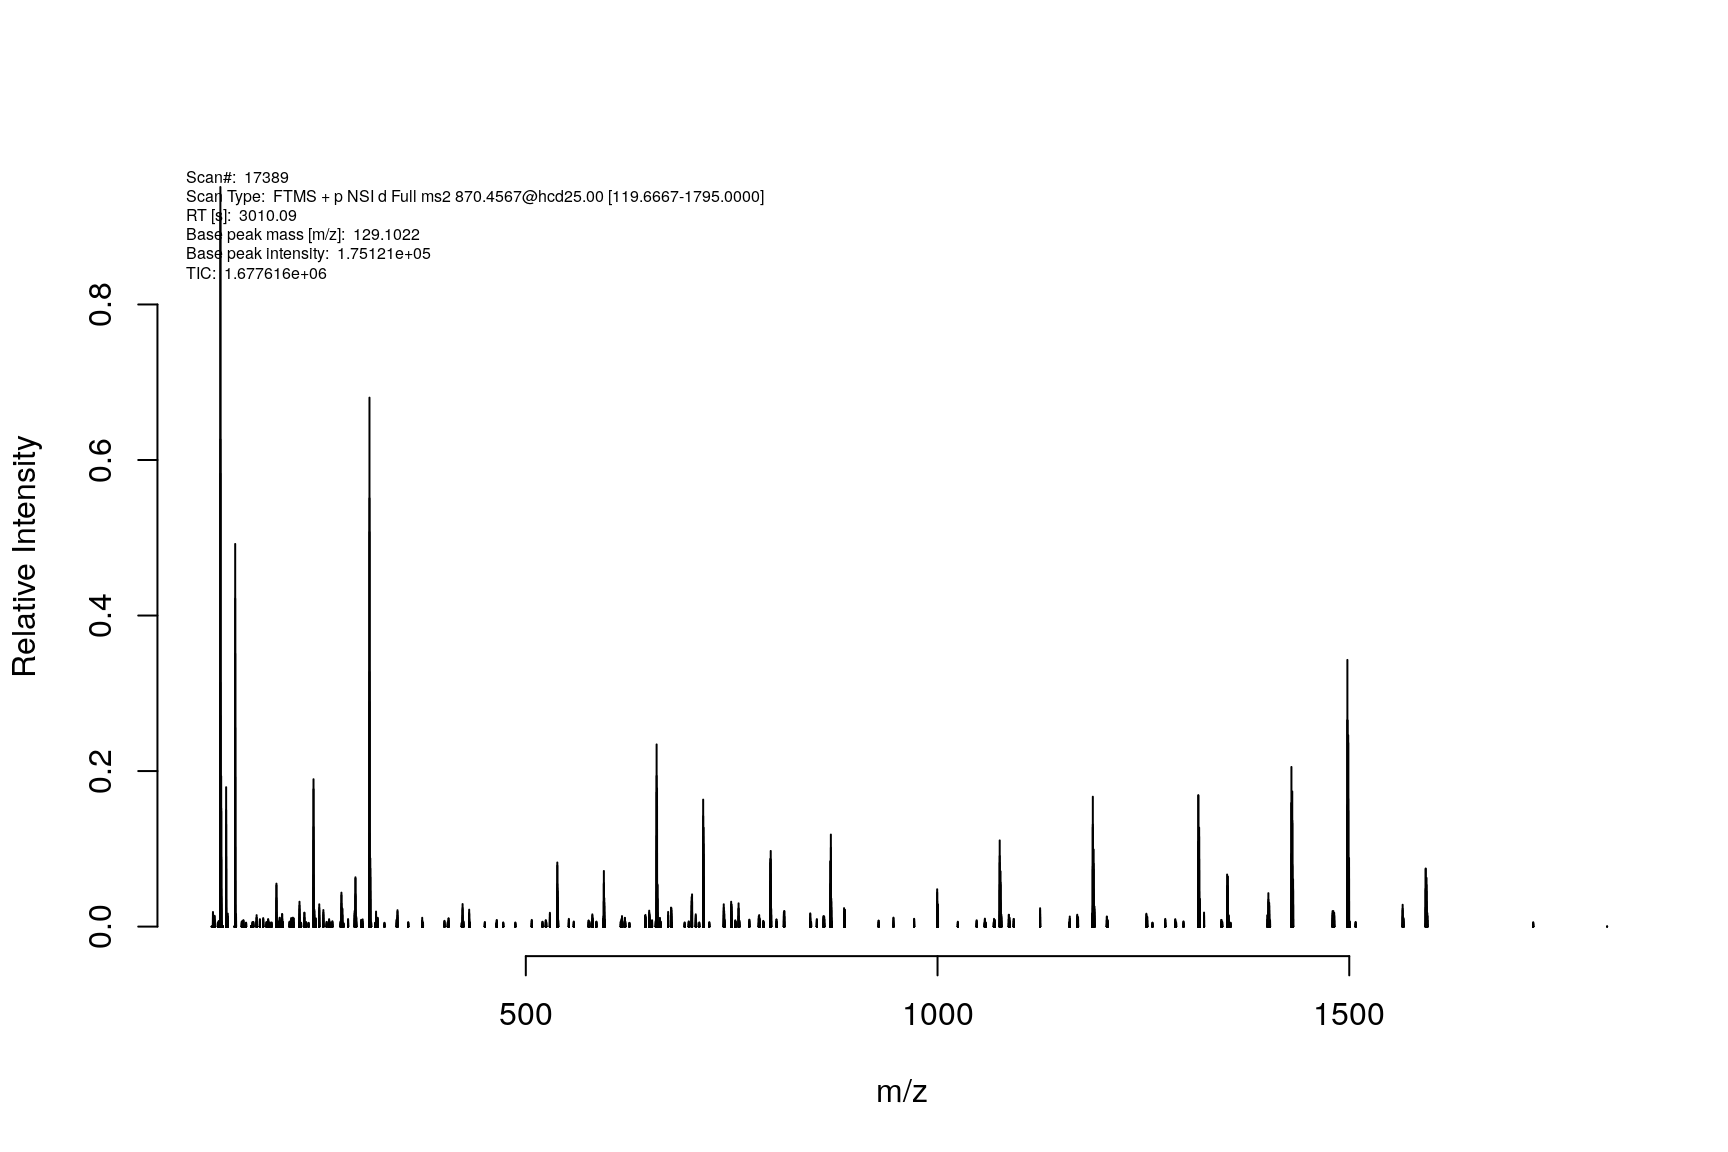 Scan#: 17389
Scan Type: FTMS + p NSI d Full ms2 870.4567@hcd25.00 [119.6667-1795.0000]
RT [s]: 3010.09
Base peak mass [m/z]: 129.1022
Base peak intensity: 1.75121e+05
TIC: 1.677616e+06
0.8
0.6
0.4
0.2
0.0
Relative Intensity
500 1000 1500
m/z